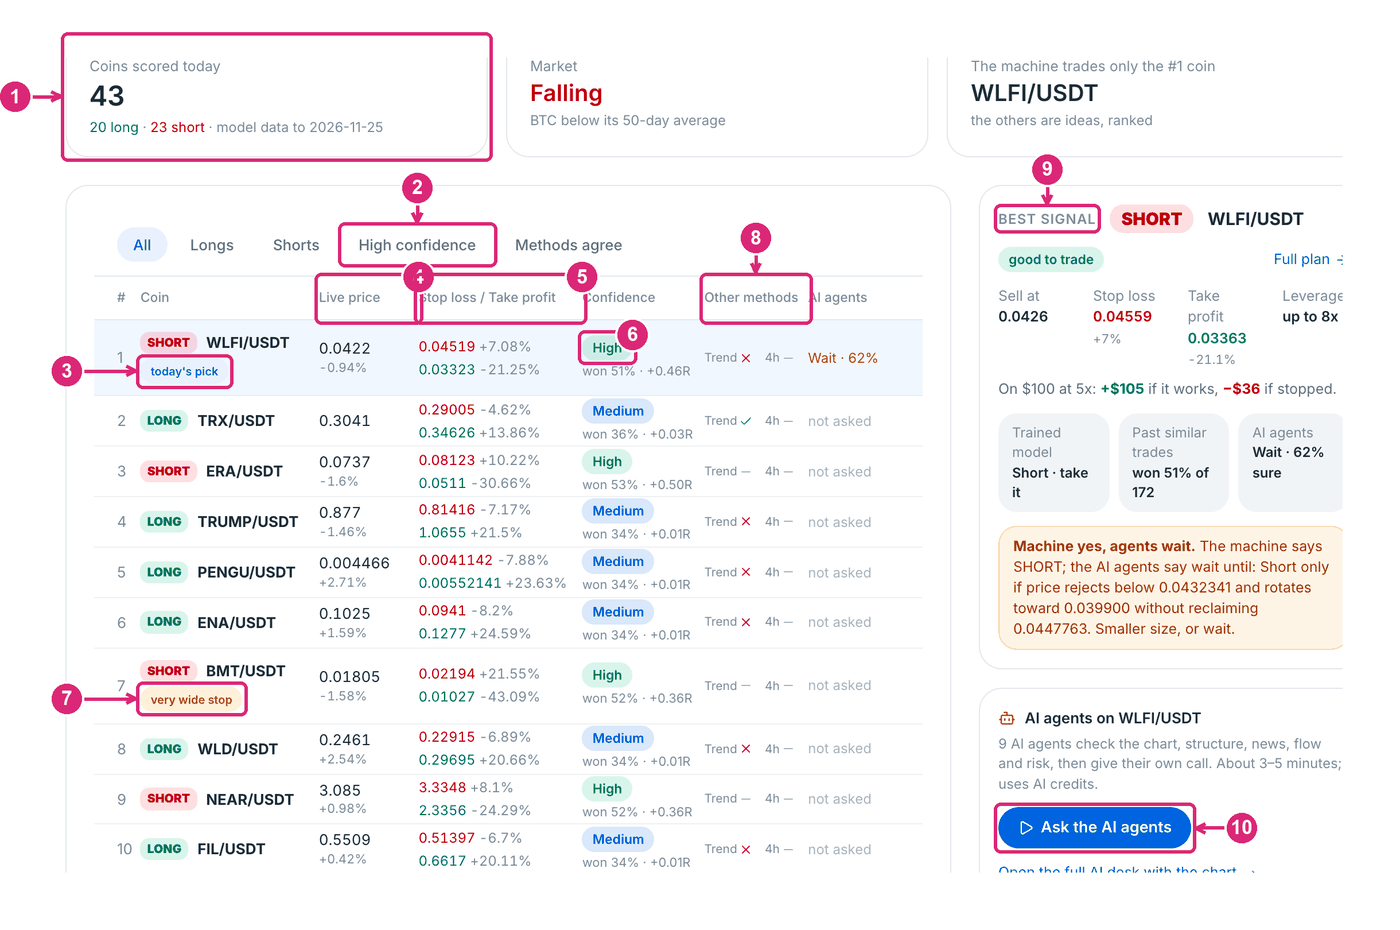 Coins scored today
43
20 long · 23 short · model data to 2026-11-25
Market
Falling
BTC below its 50-day average
The machine trades only the #1 coin
WLFI/USDT
the others are ideas, ranked
1
2
9
8
All Longs Shorts High confidence Methods agree
4
5
# Coin Live price Stop loss / Take profit Confidence Other methods AI agents
6
3
1 SHORT WLFI/USDT 0.0422 0.04519 +7.08% High Trend ✕ 4h — Wait · 62%
today's pick -0.94% 0.03323 -21.25% won 51% · +0.46R
2 LONG TRX/USDT 0.3041 0.29005 -4.62% Medium Trend ✓ 4h — not asked
0.34626 +13.86% won 36% · +0.03R
3 SHORT ERA/USDT 0.0737 0.08123 +10.22% High Trend — 4h — not asked
-1.6% 0.0511 -30.66% won 53% · +0.50R
4 LONG TRUMP/USDT 0.877 0.81416 -7.17% Medium Trend ✕ 4h — not asked
-1.46% 1.0655 +21.5% won 34% · +0.01R
5 LONG PENGU/USDT 0.004466 0.0041142 -7.88% Medium Trend ✕ 4h — not asked
+2.71% 0.00552141 +23.63% won 34% · +0.01R
6 LONG ENA/USDT 0.1025 0.0941 -8.2% Medium Trend ✕ 4h — not asked
+1.59% 0.1277 +24.59% won 34% · +0.01R
7
7 SHORT BMT/USDT 0.01805 0.02194 +21.55% High Trend — 4h — not asked
very wide stop -1.58% 0.01027 -43.09% won 52% · +0.36R
8 LONG WLD/USDT 0.2461 0.22915 -6.89% Medium Trend ✕ 4h — not asked
+2.54% 0.29695 +20.66% won 34% · +0.01R
9 SHORT NEAR/USDT 3.085 3.3348 +8.1% High Trend — 4h — not asked
+0.98% 2.3356 -24.29% won 52% · +0.36R
10 LONG FIL/USDT 0.5509 0.51397 -6.7% Medium Trend ✕ 4h — not asked
+0.42% 0.6617 +20.11% won 34% · +0.01R
BEST SIGNAL SHORT WLFI/USDT
good to trade Full plan
Sell at Stop loss Take profit Leverage
0.0426 0.04559 0.03363 up to 8x
+7% -21.1%
On $100 at 5x: +$105 if it works, −$36 if stopped.
Trained model
Short · take it
Past similar trades
won 51% of 172
AI agents
Wait · 62% sure
Machine yes, agents wait. The machine says
SHORT; the AI agents say wait until: Short only
if price rejects below 0.0432341 and rotates
toward 0.039900 without reclaiming
0.0447763. Smaller size, or wait.
AI agents on WLFI/USDT
9 AI agents check the chart, structure, news, flow
and risk, then give their own call. About 3–5 minutes;
uses AI credits.
Ask the AI agents
10
Open the full AI desk with the chart